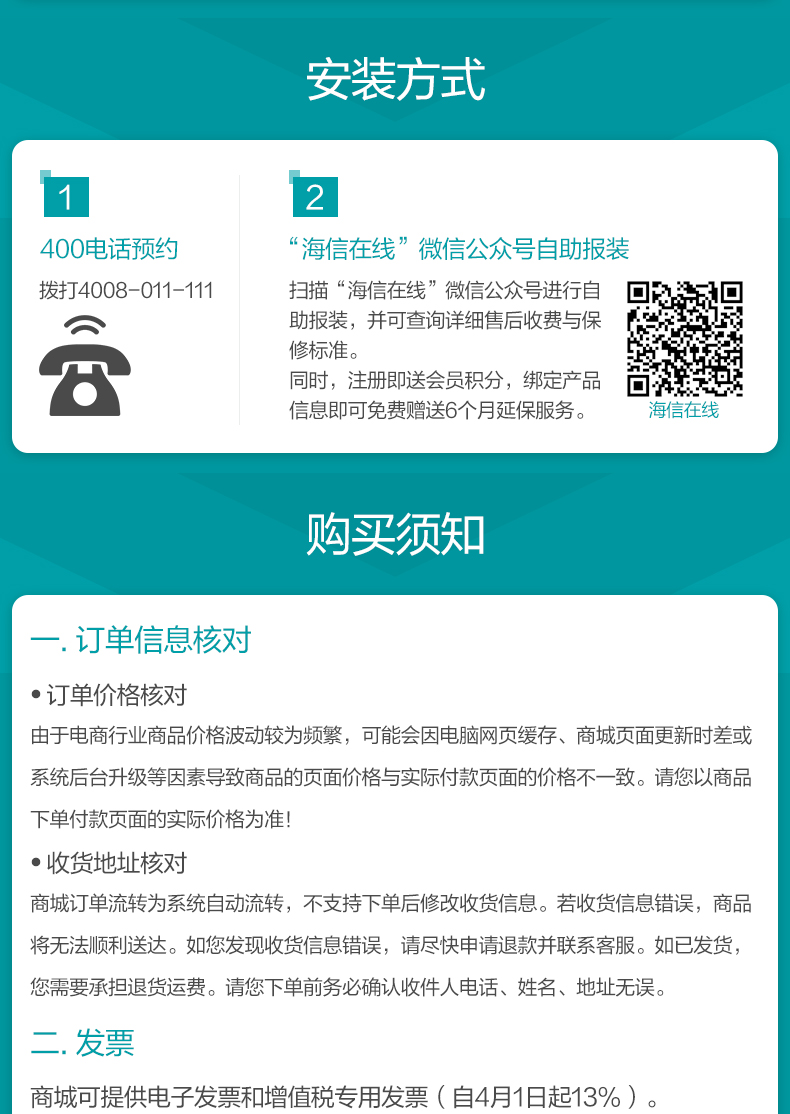 安装方式
1
400电话预约
拨打4008-011-111
2
“海信在线”微信公众号自助报装
扫描“海信在线”微信公众号进行自
助报装，并可查询详细售后收费与保
修标准。
同时，注册即送会员积分，绑定产品
信息即可免费赠送6个月延保服务。
海信在线
购买须知
一. 订单信息核对
• 订单价格核对
由于电商行业商品价格波动较为频繁，可能会因电脑网页缓存、商城页面更新时差或
系统后台升级等因素导致商品的页面价格与实际付款页面的价格不一致。请您以商品
下单付款页面的实际价格为准！
• 收货地址核对
商城订单流转为系统自动流转，不支持下单后修改收货信息。若收货信息错误，商品
将无法顺利送达。如您发现收货信息错误，请尽快申请退款并联系客服。如已发货，
您需要承担退货运费。请您下单前务必确认收件人电话、姓名、地址无误。
二. 发票
商城可提供电子发票和增值税专用发票（自4月1日起13%）。